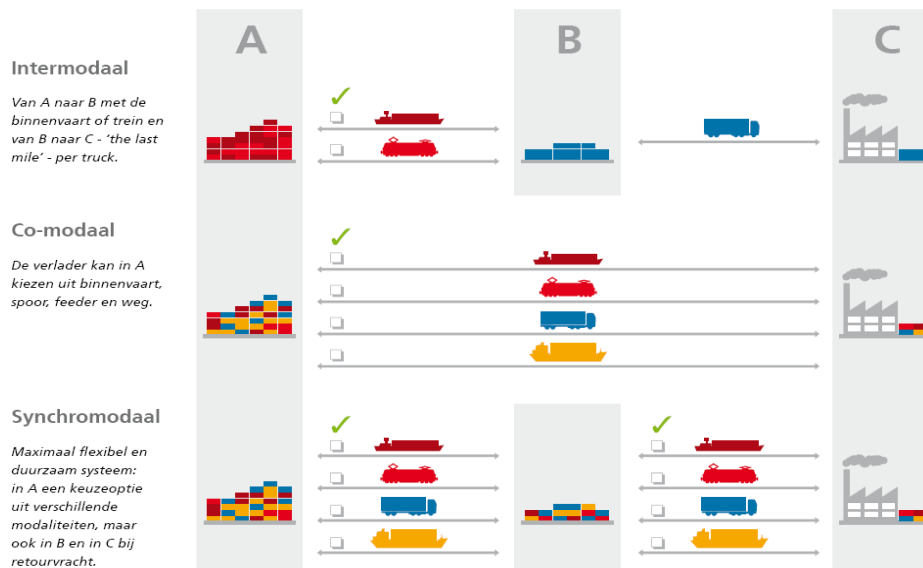 A
B
C
Intermodaal
Van A naar B met de
binnenvaart of trein en
van B naar C - ‘the last
mile’ - per truck.
Co-modaal
De verlader kan in A
kiezen uit binnenvaart,
spoor, feeder en weg.
Synchromodaal
Maximaal flexibel en
duurzaam systeem:
in A een keuzeoptie
uit verschillende
modaliteiten, maar
ook in B en in C bij
retourvracht.